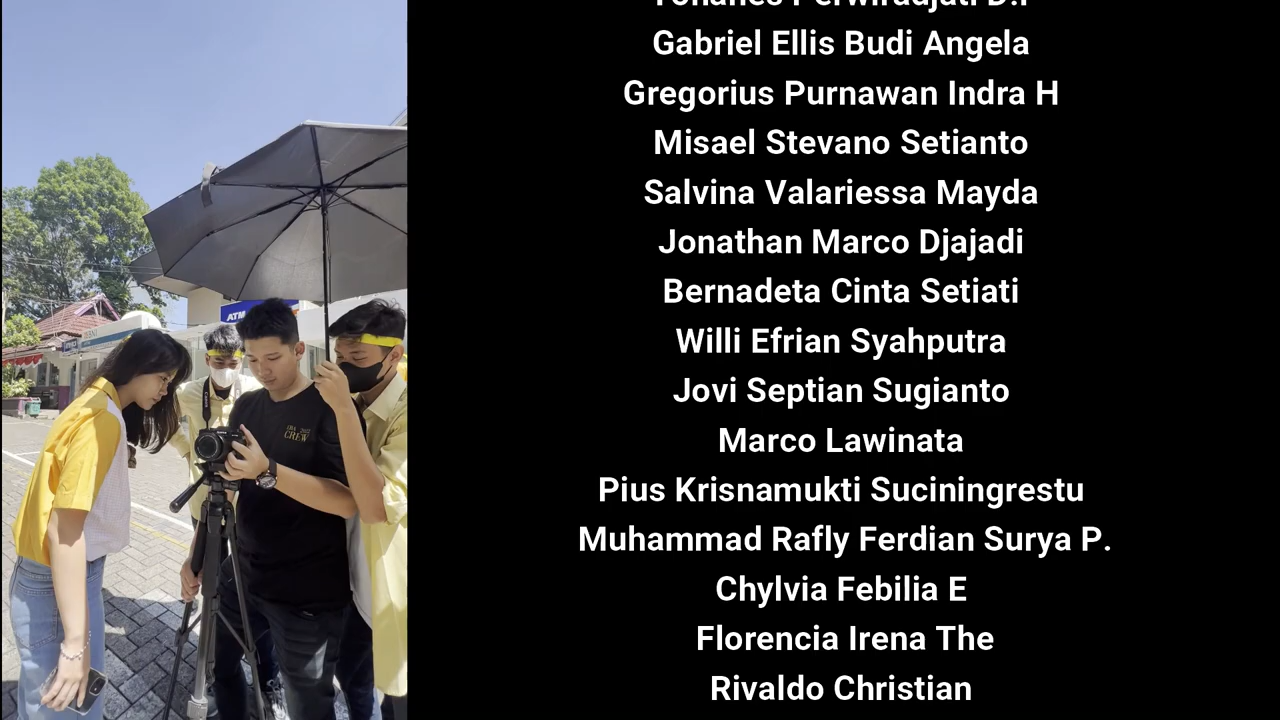 Gabriel Ellis Budi Angela
Gregorius Purnawan Indra H
Misael Stevano Setianto
Salvina Valariessa Mayda
Jonathan Marco Djajadi
Bernadeta Cinta Setiati
Willi Efrian Syahputra
Jovi Septian Sugianto
Marco Lawinata
Pius Krisnamukti Suciningrestu
Muhammad Rafly Ferdian Surya P.
Chylvia Febilia E
Florencia Irena The
Rivaldo Christian
ATM
CREW